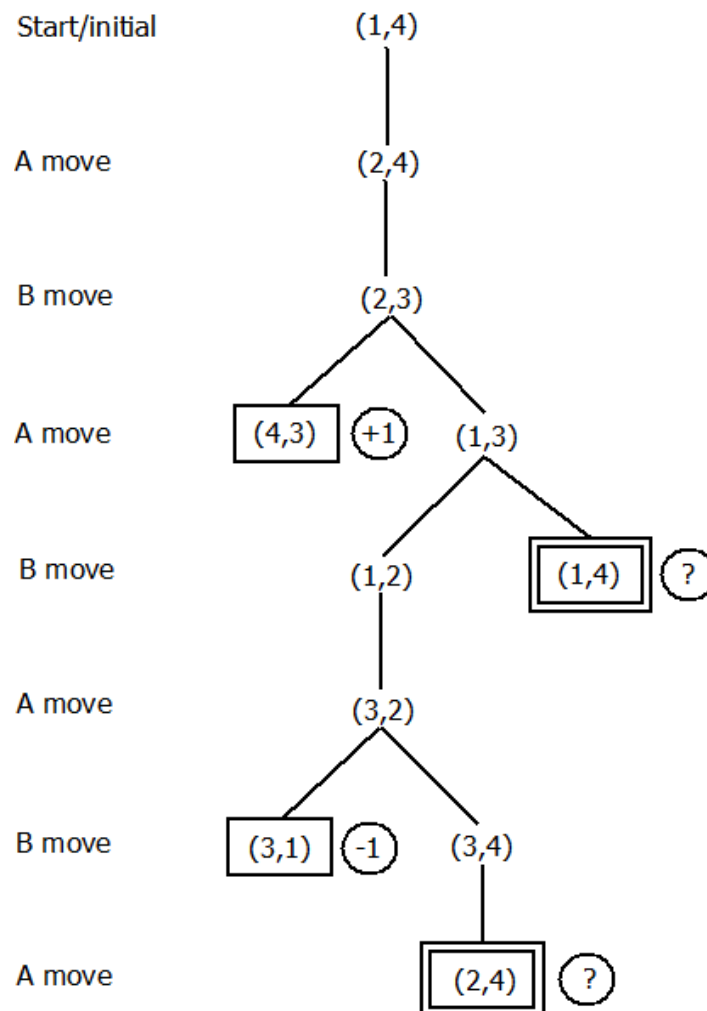 Start/initial (1,4)
A move (2,4)
B move (2,3)
A move (4,3) +1 (1,3)
B move (1,2) (1,4) ?
A move (3,2)
B move (3,1) -1 (3,4)
A move (2,4) ?